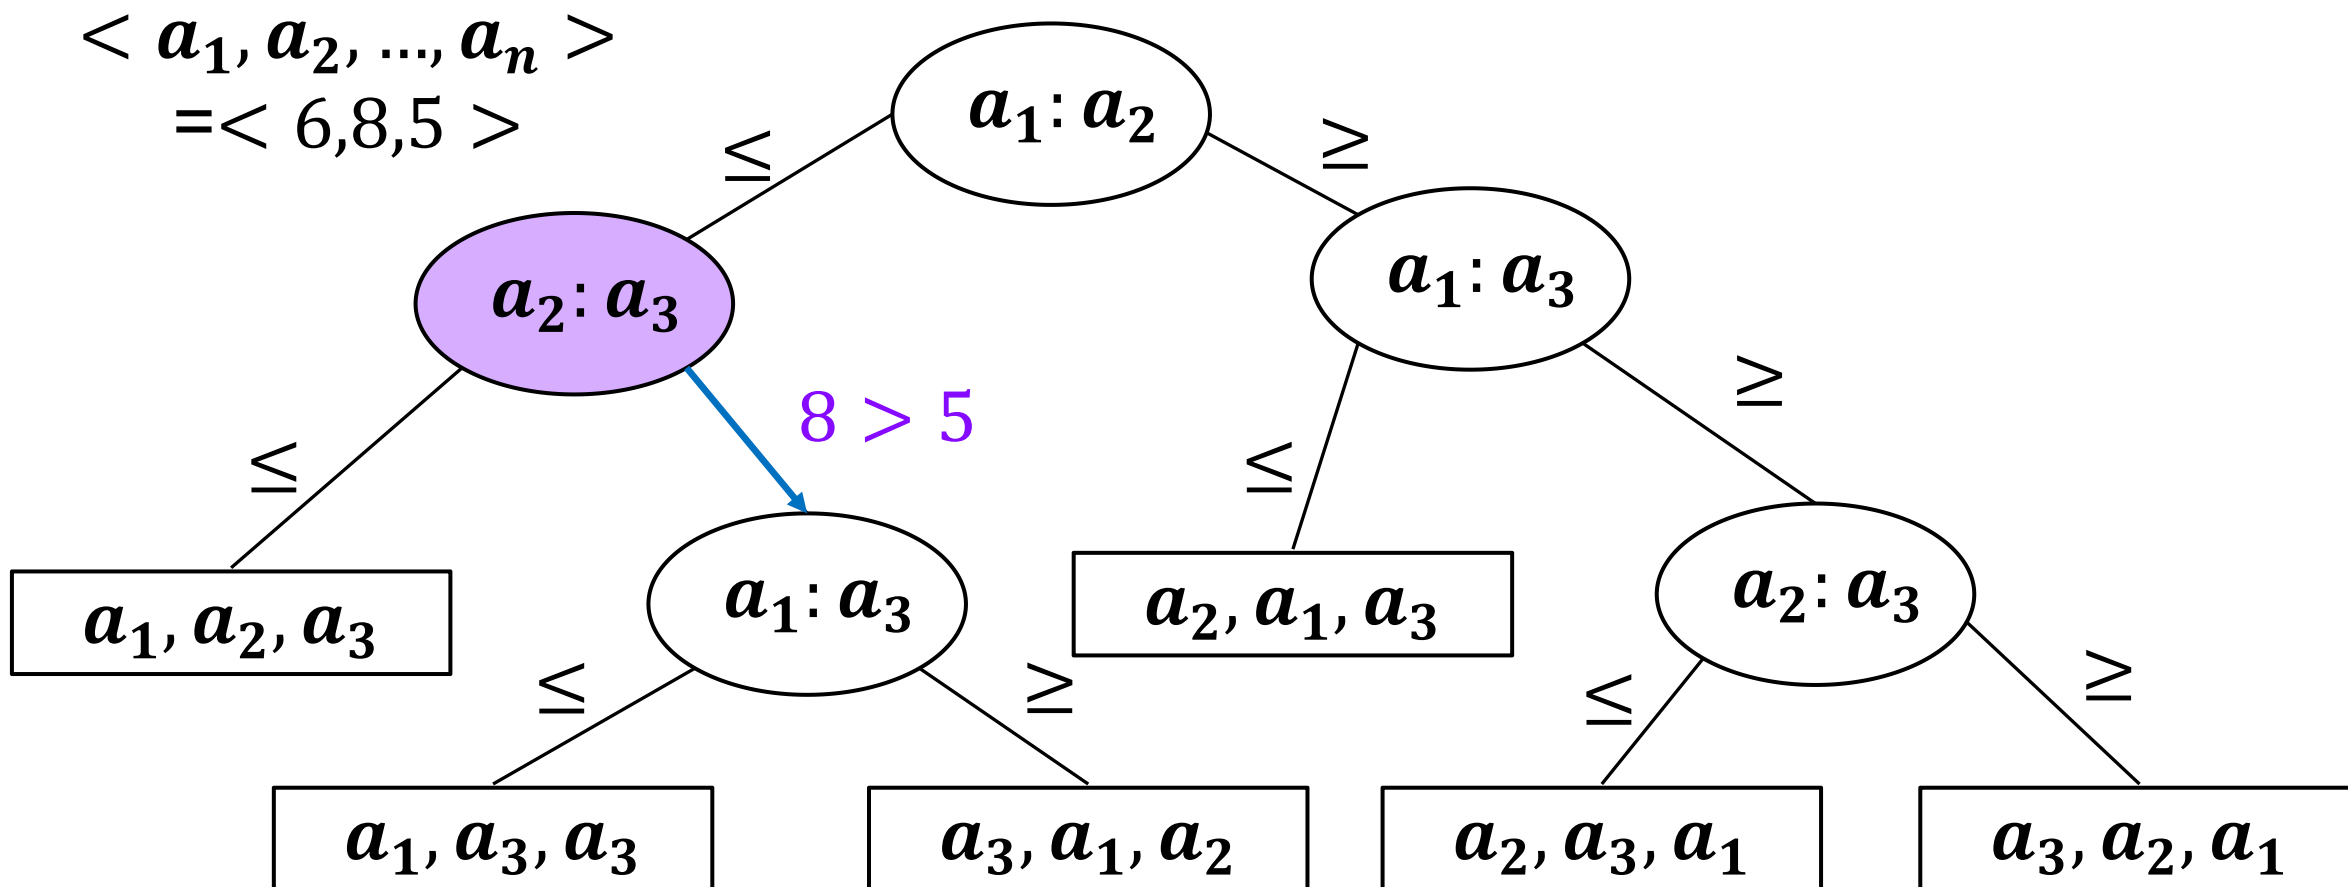 < a₁, a₂, ..., aₙ >
=< 6,8,5 >
a₁: a₂
≤
≥
a₂: a₃
a₁: a₃
8 > 5
≥
≤
≤
a₁: a₃
a₂: a₃
a₁, a₂, a₃
a₂, a₁, a₃
≤
≥
≤
≥
a₁, a₃, a₃
a₃, a₁, a₂
a₂, a₃, a₁
a₃, a₂, a₁